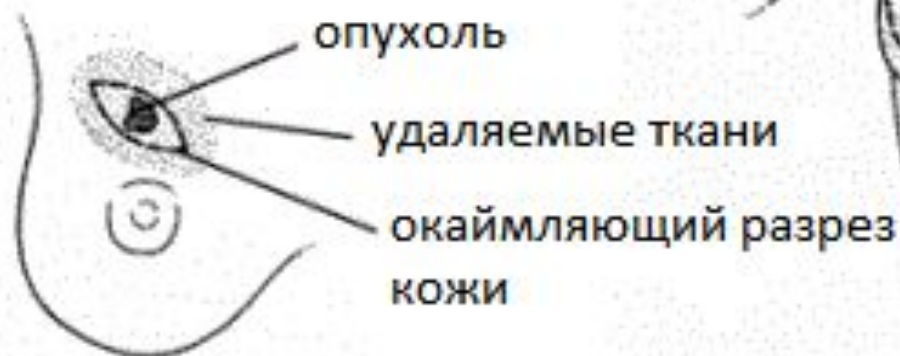 опухоль
удаляемые ткани
окаймляющий разрез
кожи